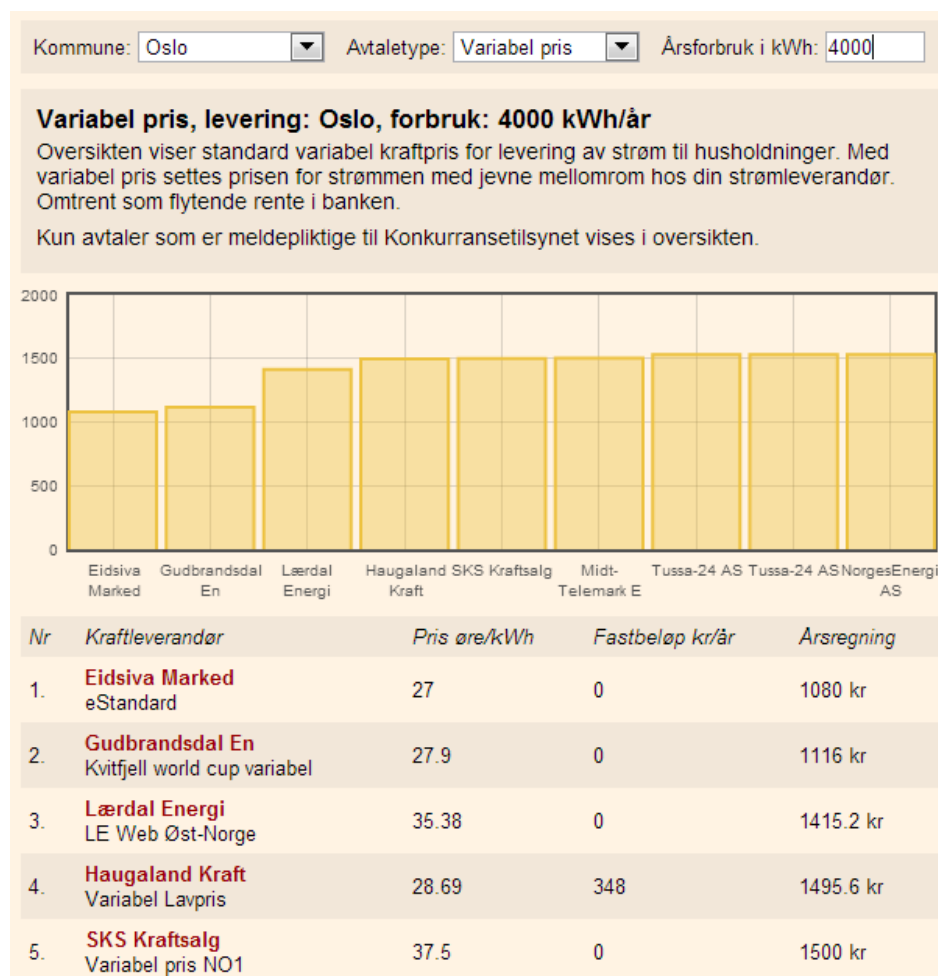 Kommune: Oslo Avtaletype: Variabel pris Årsforbruk i kWh: 4000
Variabel pris, levering: Oslo, forbruk: 4000 kWh/år
Oversikten viser standard variabel kraftpris for levering av strøm til husholdninger. Med
variabel pris settes prisen for strømmen med jevne mellomrom hos din strømleverandør.
Omtrent som flytende rente i banken.
Kun avtaler som er meldepliktige til Konkurransetilsynet vises i oversikten.
2000
1500
1000
500
0
Eidsiva Gudbrandsdal Lærdal Haugaland SKS Kraftsalg Midt- Tussa-24 AS Tussa-24 AS NorgesEnergi
Marked En Energi Kraft Telemark E AS
Nr Kraftleverandør Pris øre/kWh Fastbeløp kr/år Årsregning
1. Eidsiva Marked 27 0 1080 kr
eStandard
2. Gudbrandsdal En 27.9 0 1116 kr
Kvitfjell world cup variabel
3. Lærdal Energi 35.38 0 1415.2 kr
LE Web Øst-Norge
4. Haugaland Kraft 28.69 348 1495.6 kr
Variabel Lavpris
5. SKS Kraftsalg 37.5 0 1500 kr
Variabel pris NO1